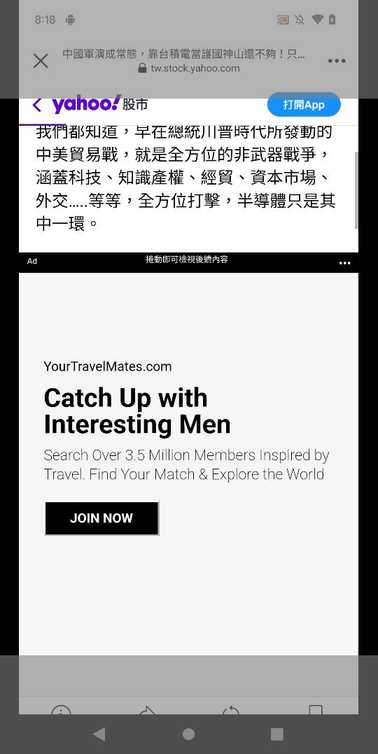 8:18
中國軍演成常態，靠台積電當護國神山還不夠！只...
tw.stock.yahoo.com
yahoo! 股市
打開App
我們都知道，早在總統川普時代所發動的
中美貿易戰，就是全方位的非武器戰爭，
涵蓋科技、知識產權、經貿、資本市場、
外交.....等等，全方位打擊，半導體只是其
中一環。
Ad
捲動即可檢視後續內容
YourTravelMates.com
Catch Up with
Interesting Men
Search Over 3.5 Million Members Inspired by
Travel. Find Your Match & Explore the World
JOIN NOW